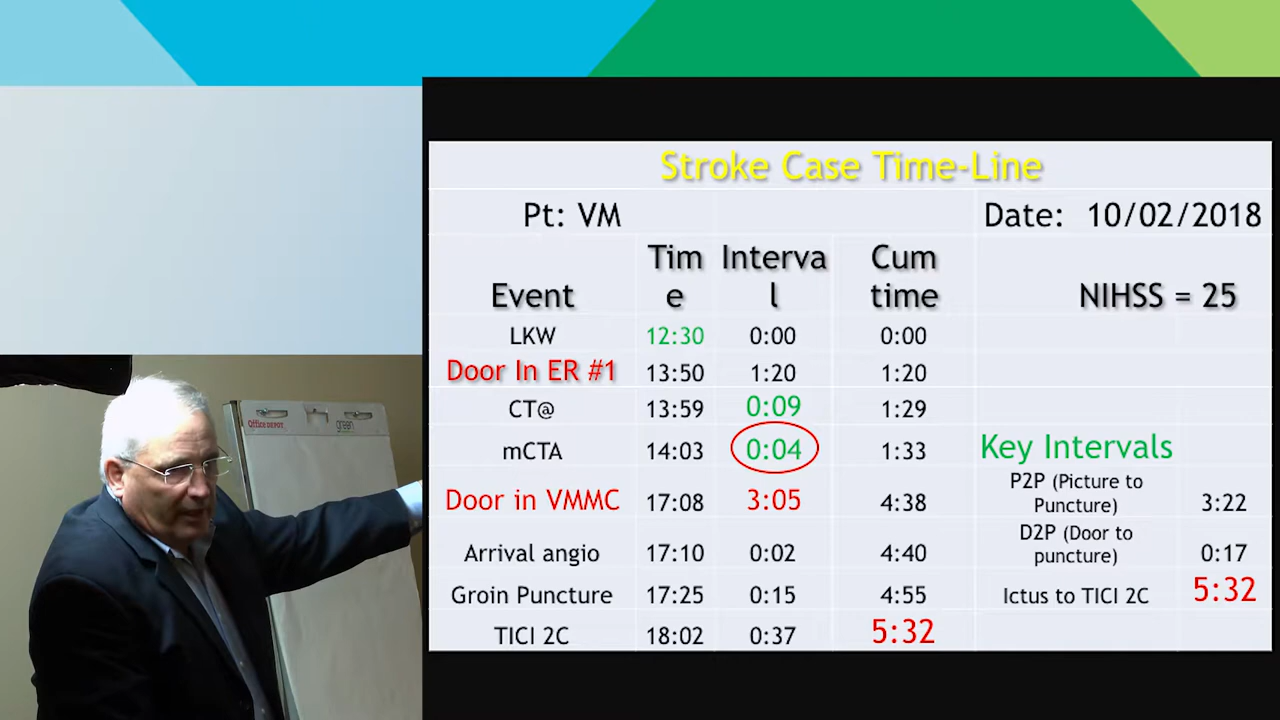 Stroke Case Time-Line
Pt: VM Date: 10/02/2018
Event Tim
e Interva
l Cum
time NIHSS = 25
LKW 12:30 0:00 0:00
Door In ER #1 13:50 1:20 1:20
CT@ 13:59 0:09 1:29
mCTA 14:03 0:04 1:33 Key Intervals
Door in VMMC 17:08 3:05 4:38 P2P (Picture to
Puncture) 3:22
Arrival angio 17:10 0:02 4:40 D2P (Door to
puncture) 0:17
Groin Puncture 17:25 0:15 4:55 Ictus to TICI 2C 5:32
TICI 2C 18:02 0:37 5:32
Office DEPOT
green